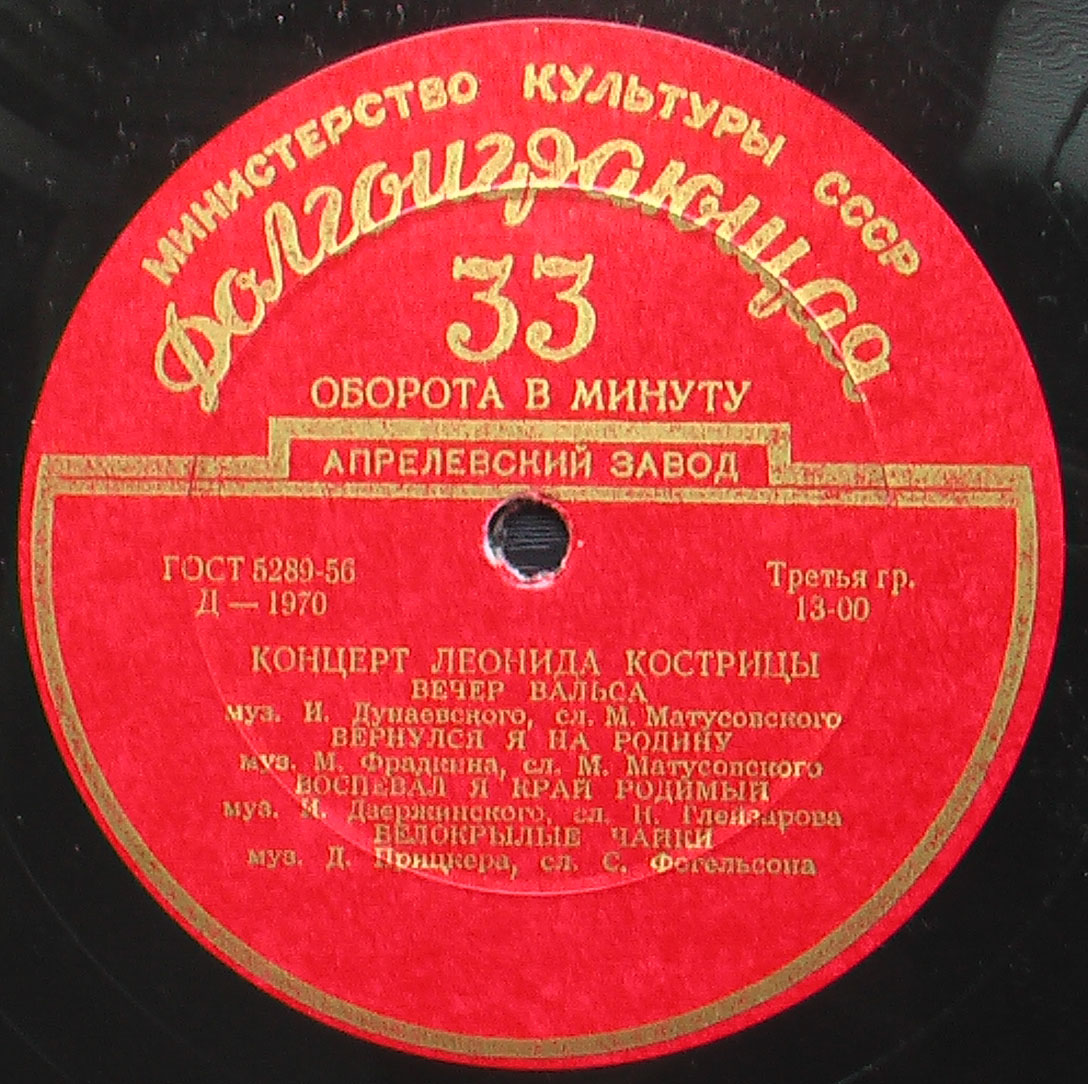 МИНИСТЕРСТВО КУЛЬТУРЫ СССР
Долгоиграющая
33
ОБОРОТА В МИНУТУ
АПРЕЛЕВСКИЙ ЗАВОД
ГОСТ 5289-56
Д — 1970
Третья гр.
13-00
КОНЦЕРТ ЛЕОНИДА КОСТРИЦЫ
ВЕЧЕР ВАЛЬСА
муз. И. Дунаевского, сл. М. Матусовского
ВЕРНУЛСЯ Я НА РОДИНУ
муз. М. Фрадкина, сл. М. Матусовского
ВОСПЕВАЛ Я КРАЙ РОДИМЫЙ
муз. И. Дзержинского, сл. Н. Глейзарова
БЕЛОКРЫЛЫЕ ЧАЙКИ
муз. Д. Прицкера, сл. С. Фогельсона